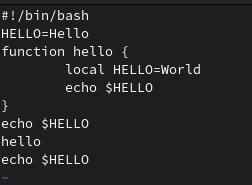 #!/bin/bash
HELLO=Hello
function hello {
        local HELLO=World
        echo $HELLO
}
echo $HELLO
hello
echo $HELLO
~